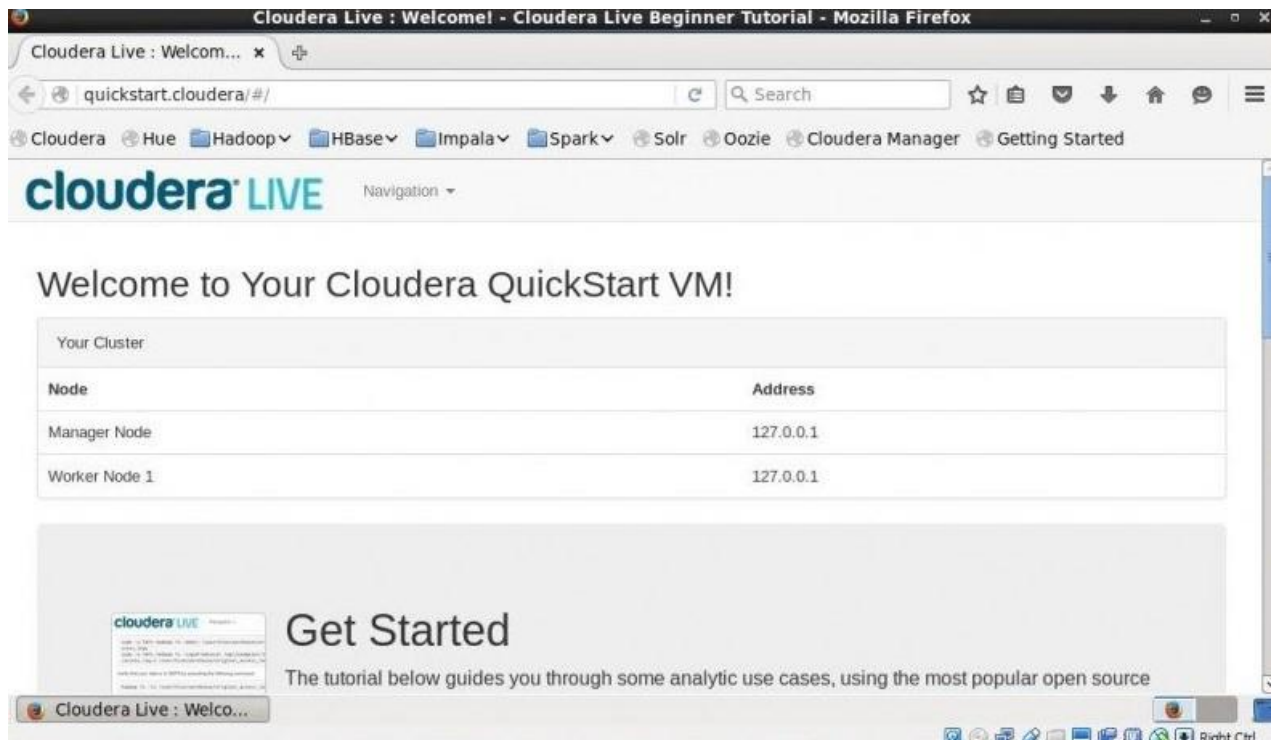 Cloudera Live : Welcome! - Cloudera Live Beginner Tutorial - Mozilla Firefox
Cloudera Live : Welcom...
quickstart.cloudera/#/
Search
Cloudera Hue Hadoop HBase Impala Spark Solr Oozie Cloudera Manager Getting Started
cloudera LIVE Navigation
Welcome to Your Cloudera QuickStart VM!
Your Cluster
Node Address
Manager Node 127.0.0.1
Worker Node 1 127.0.0.1
cloudera LIVE
Get Started
The tutorial below guides you through some analytic use cases, using the most popular open source
Cloudera Live : Welco...
Right Ctrl